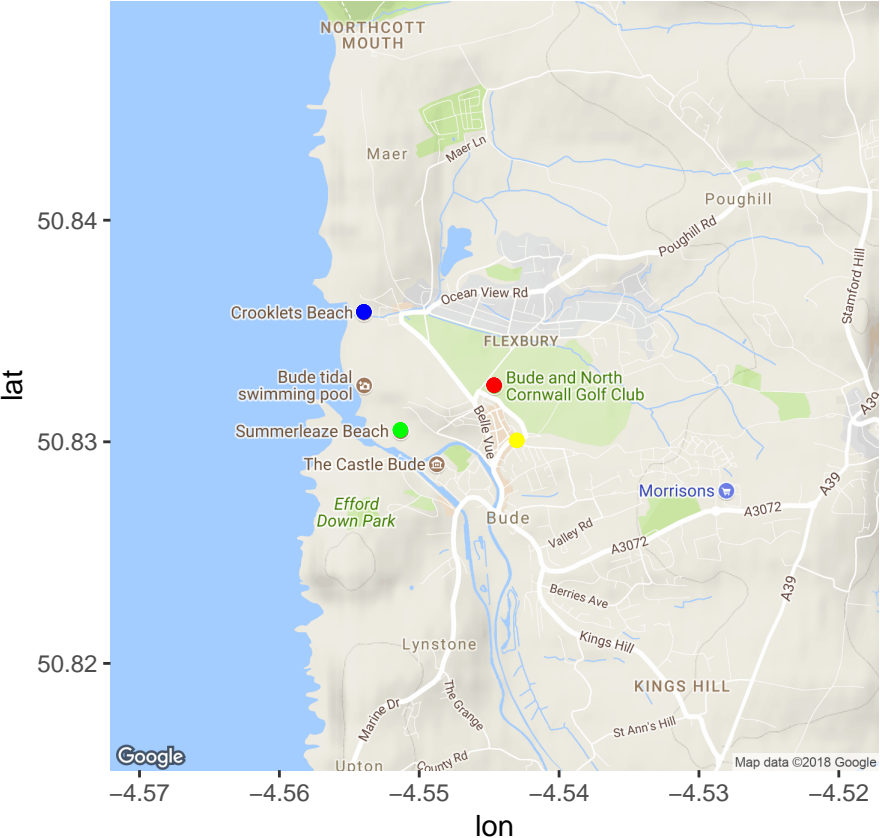 NORTHCOTT
MOUTH
Maer Ln
Maer
Poughill
50.84
Poughill Rd
Stamford Hill
Ocean View Rd
Crooklets Beach
FLEXBURY
Bude tidal
swimming pool
Bude and North
Cornwall Golf Club
A39
lat
Belle Vue
50.83
Summerleaze Beach
The Castle Bude
Morrisons
A39
Efford
Down Park
Bude
A3072
Valley Rd
A3072
A39
Berries Ave
Kings Hill
Lynstone
50.82
KINGS HILL
The Grange
Marine Dr
St Ann's Hill
Google
Upton
County Rd
Map data ©2018 Google
−4.57
−4.56
−4.55
−4.54
−4.53
−4.52
lon